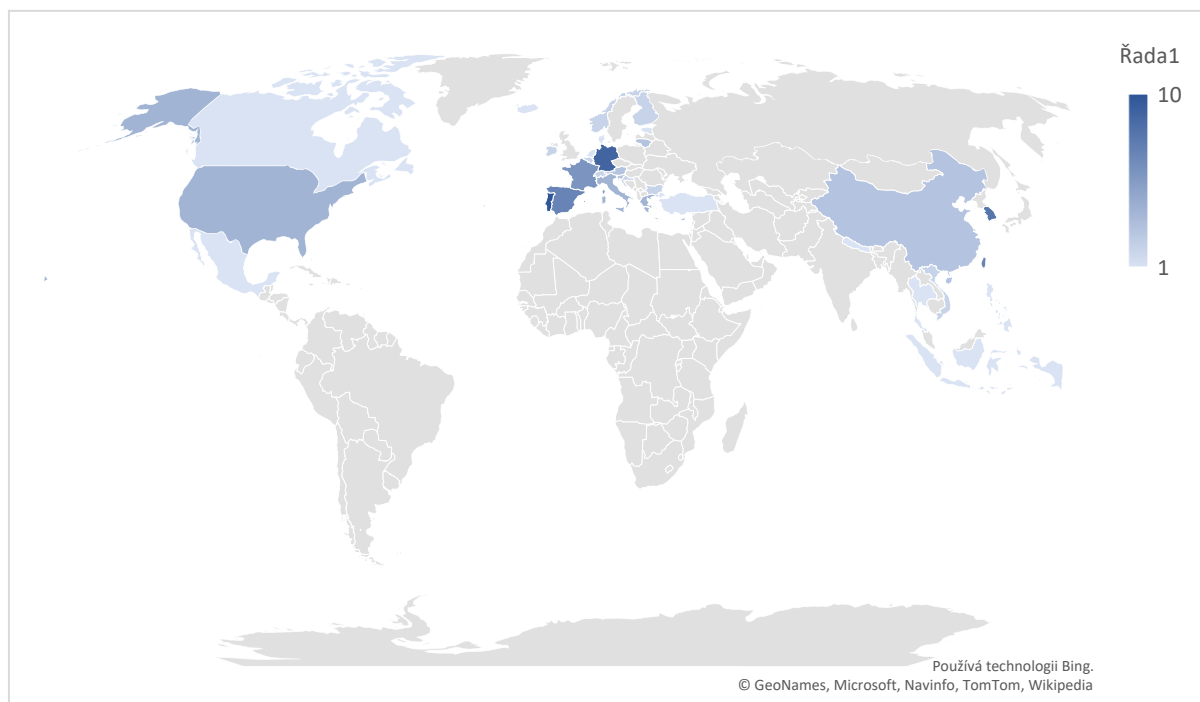 Řada1
10
1
Používá technologii Bing.
© GeoNames, Microsoft, Navinfo, TomTom, Wikipedia